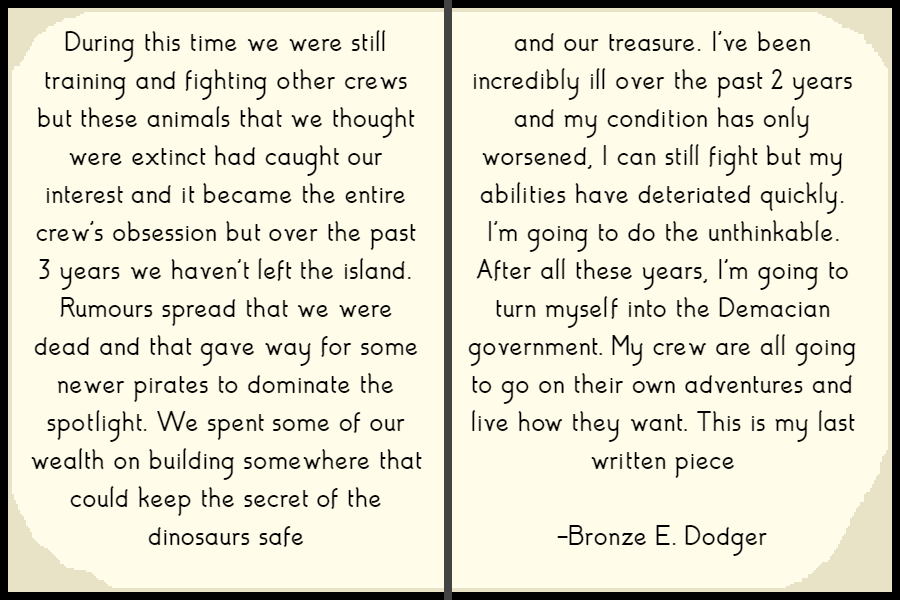 During this time we were still
training and fighting other crews
but these animals that we thought
were extinct had caught our
interest and it became the entire
crew's obsession but over the past
3 years we haven't left the island.
Rumours spread that we were
dead and that gave way for some
newer pirates to dominate the
spotlight. We spent some of our
wealth on building somewhere that
could keep the secret of the
dinosaurs safe
and our treasure. I've been
incredibly ill over the past 2 years
and my condition has only
worsened, I can still fight but my
abilities have deteriated quickly.
I'm going to do the unthinkable.
After all these years, I'm going to
turn myself into the Demacian
government. My crew are all going
to go on their own adventures and
live how they want. This is my last
written piece
-Bronze E. Dodger